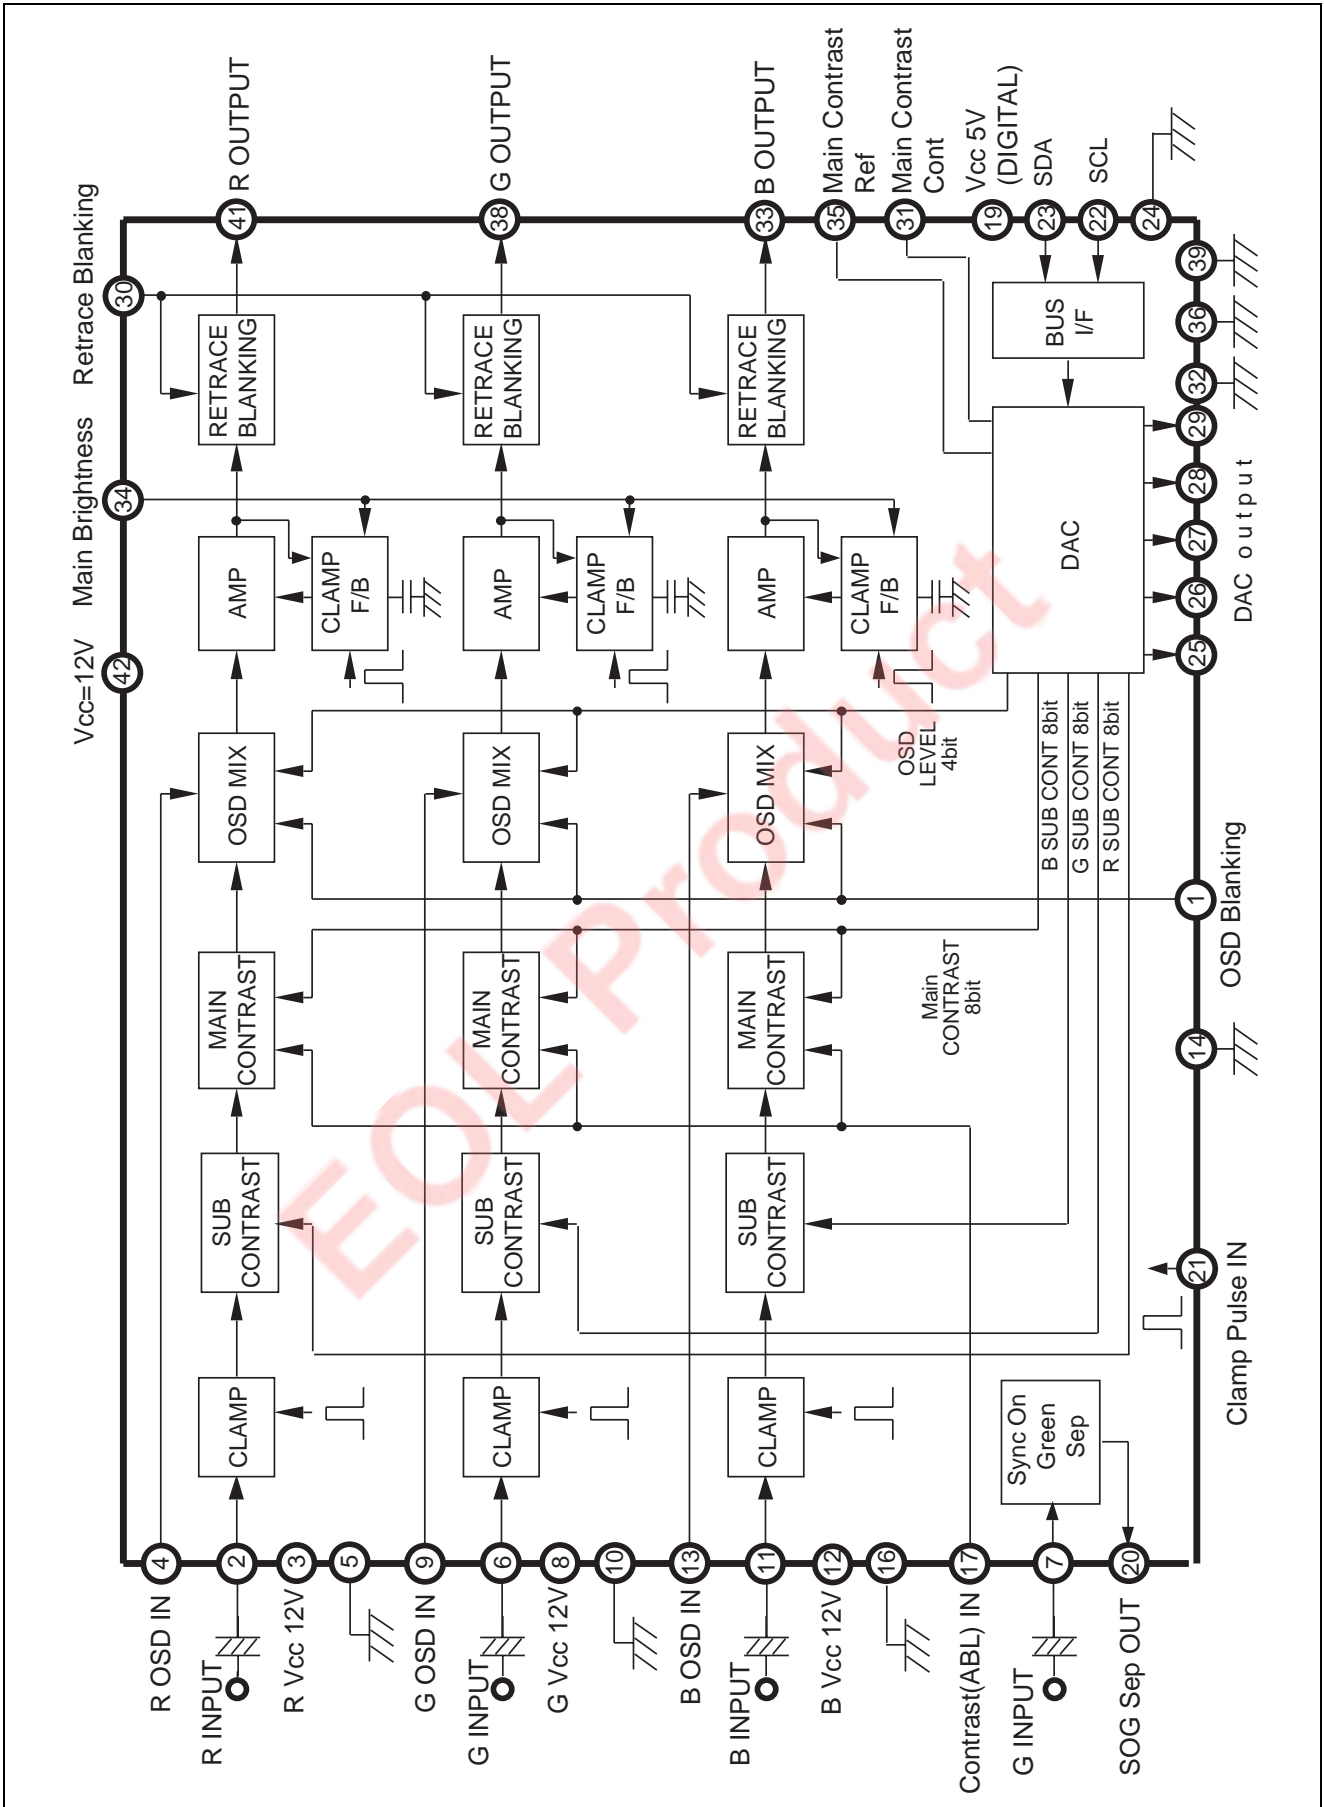 Vcc=12V
42
Main Brightness
34
Retrace Blanking
30
R OSD IN
4
R INPUT
2
R Vcc 12V
3
5
CLAMP
SUB
CONTRAST
MAIN
CONTRAST
OSD MIX
AMP
CLAMP
F/B
RETRACE
BLANKING
41
R OUTPUT
G OSD IN
9
G INPUT
6
G Vcc 12V
8
10
CLAMP
SUB
CONTRAST
MAIN
CONTRAST
OSD MIX
AMP
CLAMP
F/B
RETRACE
BLANKING
38
G OUTPUT
B OSD IN
13
B INPUT
11
B Vcc 12V
12
16
CLAMP
SUB
CONTRAST
MAIN
CONTRAST
OSD MIX
AMP
CLAMP
F/B
RETRACE
BLANKING
33
B OUTPUT
35
Main Contrast
Ref
31
Main Contrast
Cont
19
Vcc 5V
(DIGITAL)
23
SDA
22
SCL
24
Contrast(ABL) IN
17
G INPUT
7
Sync On
Green
Sep
SOG Sep OUT
20
Main
CONTRAST
8bit
OSD
LEVEL
4bit
B SUB CONT 8bit
G SUB CONT 8bit
R SUB CONT 8bit
DAC
BUS
I/F
21
Clamp Pulse IN
14
1
OSD Blanking
25
26
27
28
29
DAC output
32
36
39
EOL Product